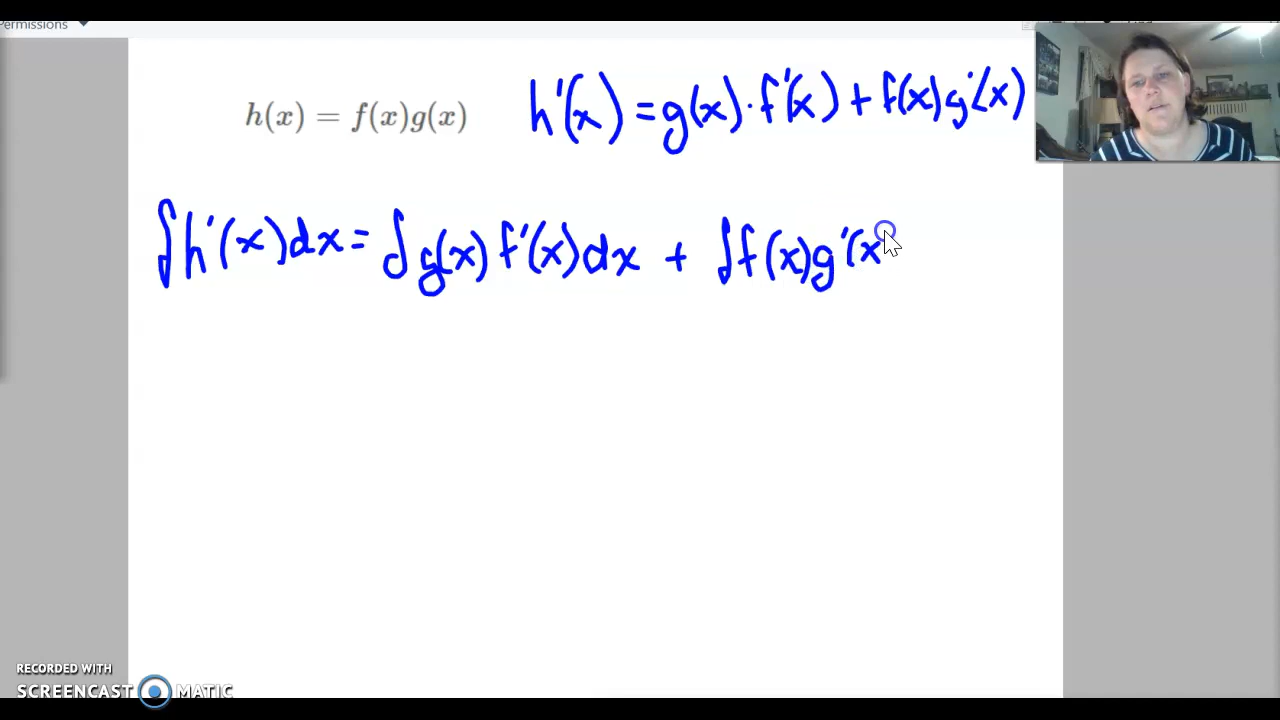 Permissions
h(x) = f(x)g(x)
h'(x) = g(x) · f'(x) + f(x) g'(x)
∫h'(x)dx = ∫g(x) f'(x)dx + ∫f(x)g'(x
RECORDED WITH
SCREENCAST MATIC